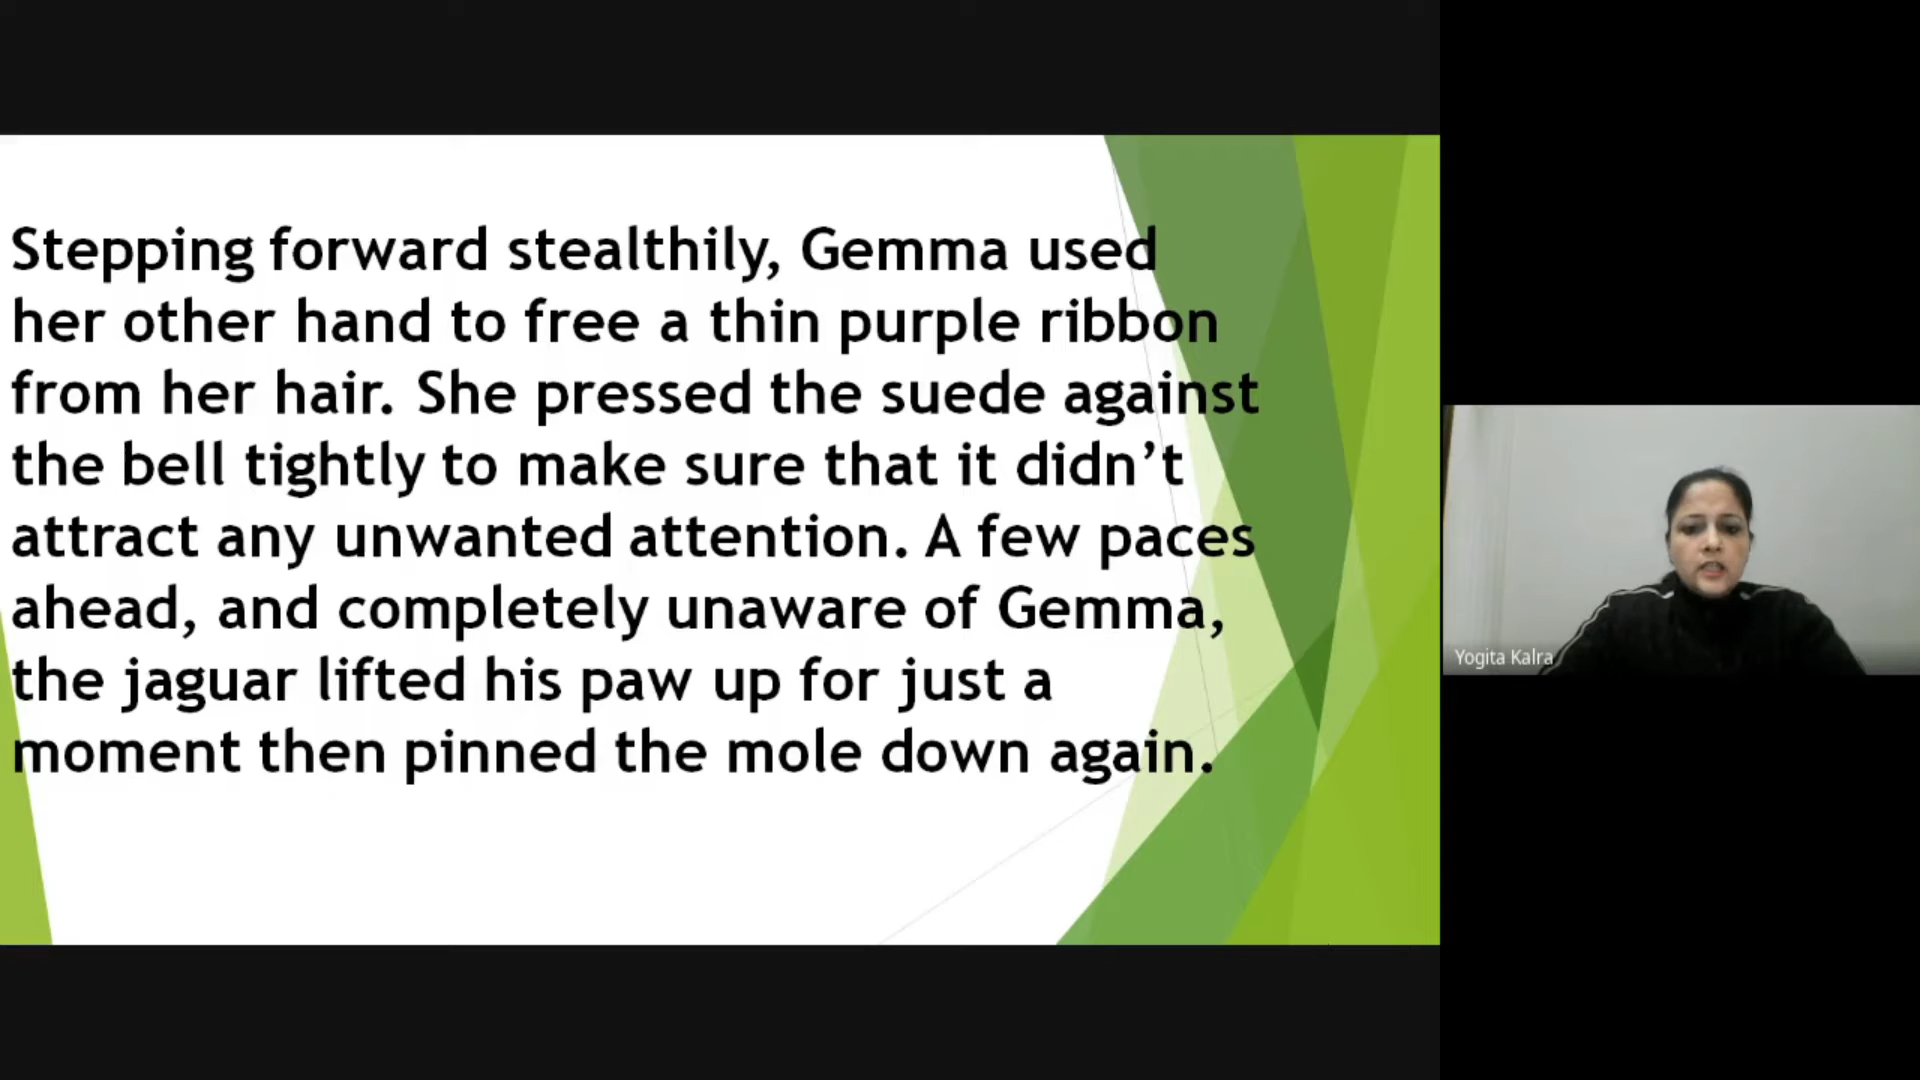 Stepping forward stealthily, Gemma used
her other hand to free a thin purple ribbon
from her hair. She pressed the suede against
the bell tightly to make sure that it didn’t
attract any unwanted attention. A few paces
ahead, and completely unaware of Gemma,
the jaguar lifted his paw up for just a
moment then pinned the mole down again.
Yogita Kalra